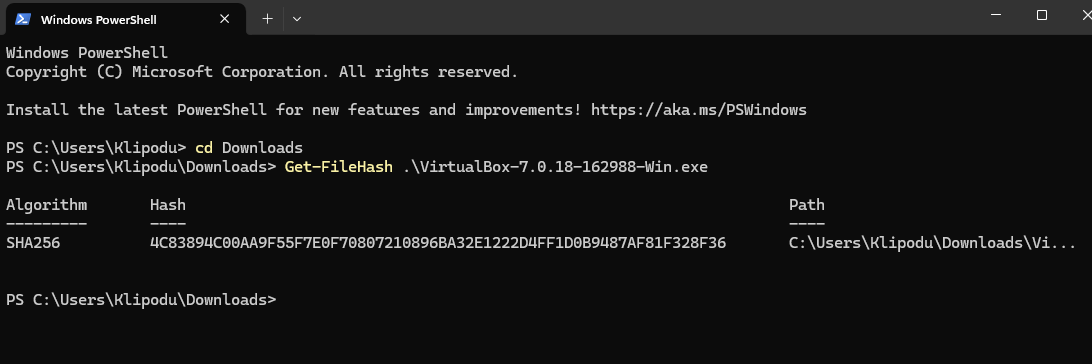 Windows PowerShell
Windows PowerShell
Copyright (C) Microsoft Corporation. All rights reserved.
Install the latest PowerShell for new features and improvements! https://aka.ms/PSWindows
PS C:\Users\Klipodu> cd Downloads
PS C:\Users\Klipodu\Downloads> Get-FileHash .\VirtualBox-7.0.18-162988-Win.exe
Algorithm       Hash                                                                   Path
---------       ----                                                                   ----
SHA256          4C83894C00AA9F55F7E0F70807210896BA32E1222D4FF1D0B9487AF81F328F36       C:\Users\Klipodu\Downloads\Vi...
PS C:\Users\Klipodu\Downloads>